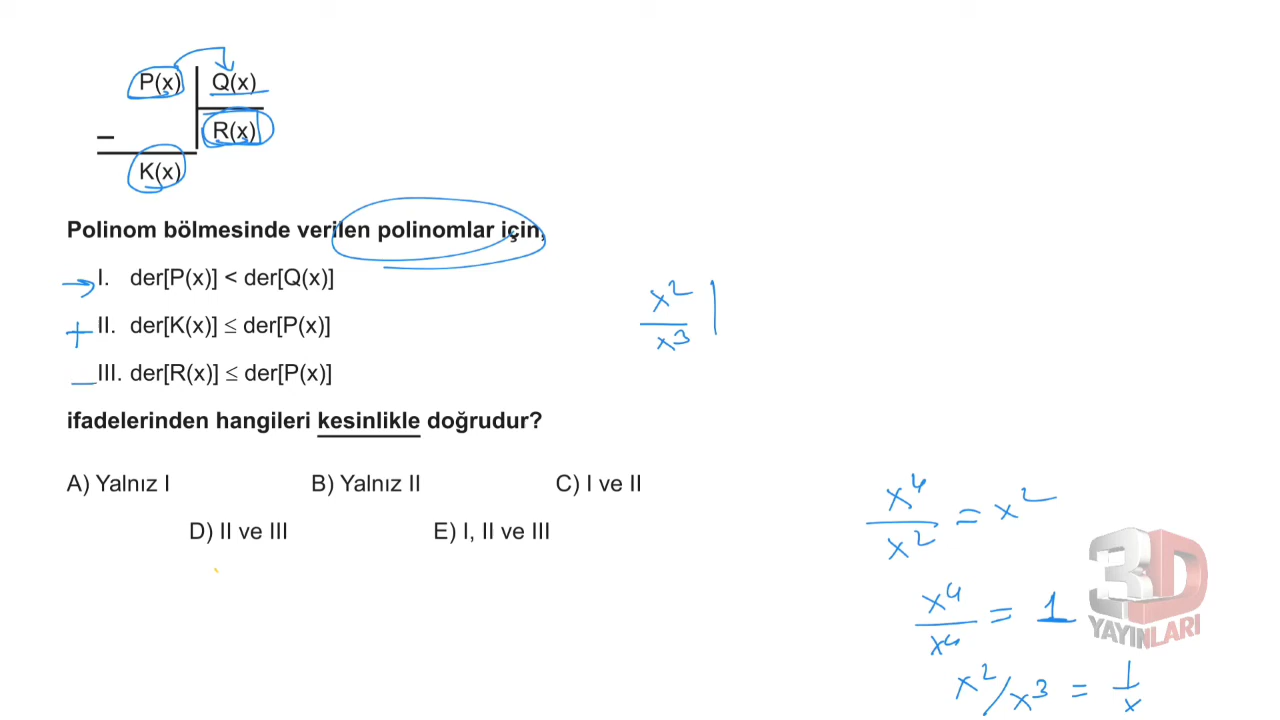 P(x) Q(x)
R(x)
−
K(x)
Polinom bölmesinde verilen polinomlar için,
→ I. der[P(x)] < der[Q(x)]
+ II. der[K(x)] ≤ der[P(x)]
— III. der[R(x)] ≤ der[P(x)]
x² |
x³
ifadelerinden hangileri kesinlikle doğrudur?
A) Yalnız I B) Yalnız II C) I ve II
D) II ve III E) I, II ve III
x⁴/x² = x²
x⁴/x⁴ = 1
x²/x³ = 1/x
3D
YAYINLARI